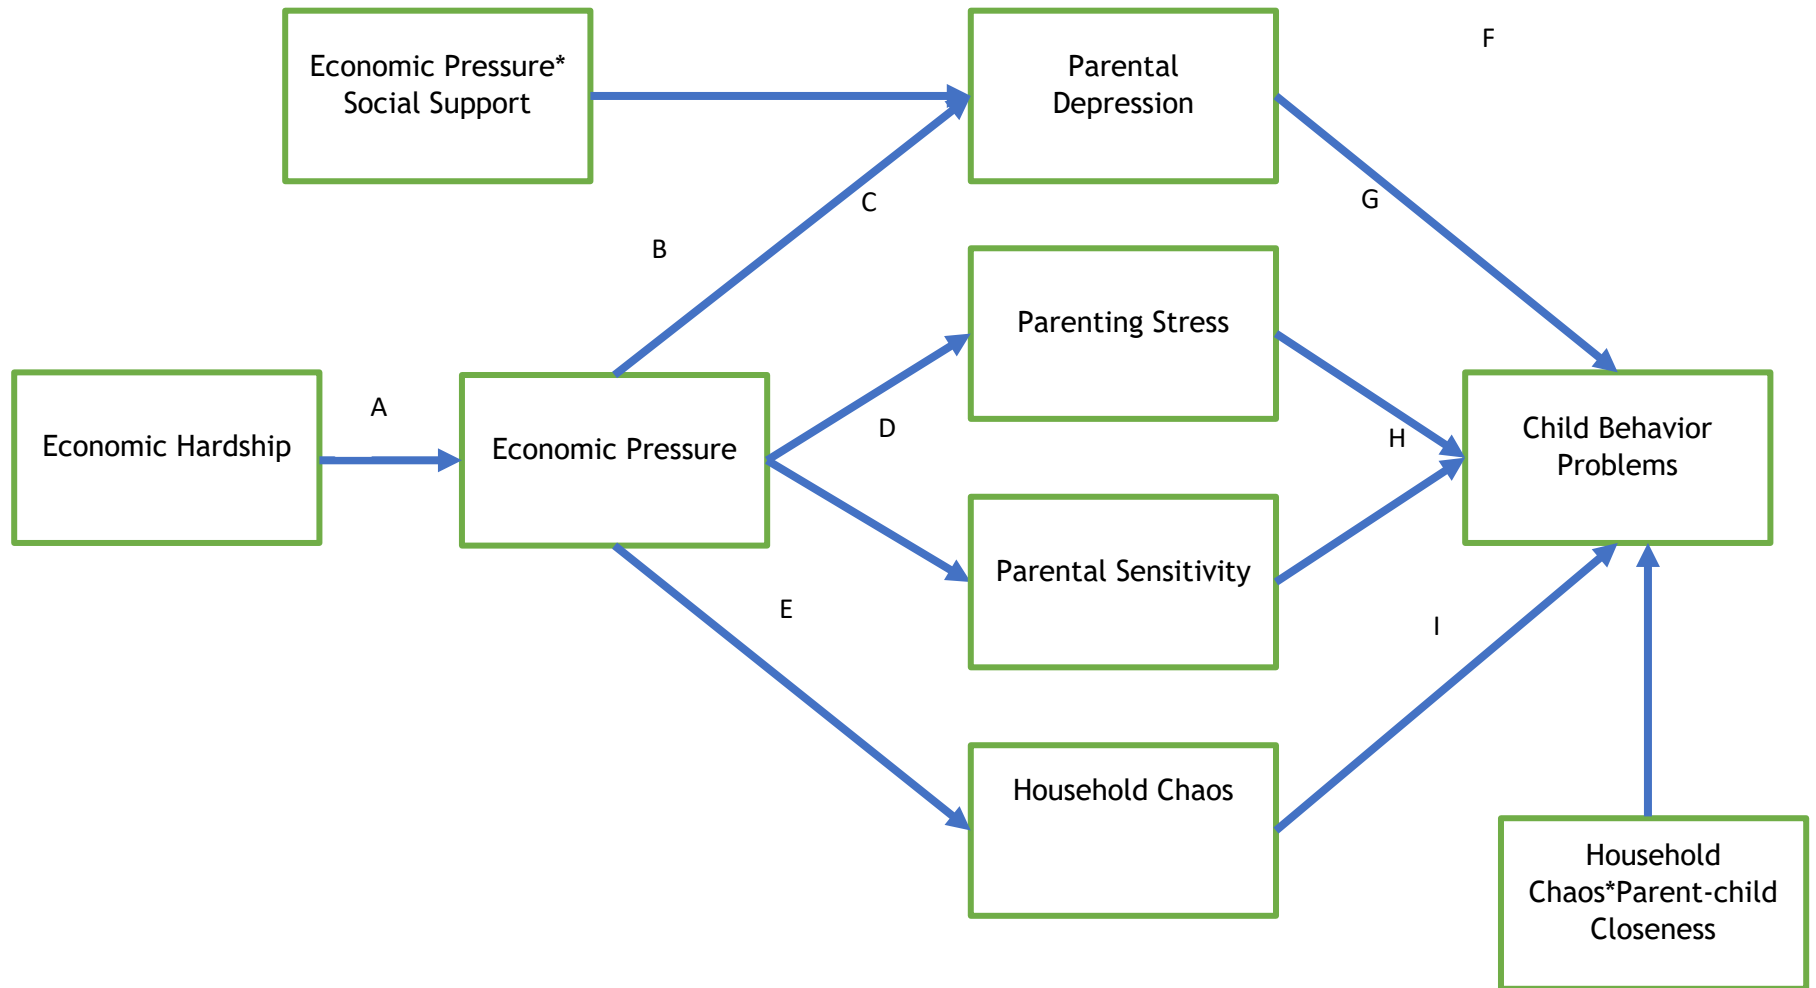 Economic Pressure*
Social Support
Parental
Depression
F
B
C
G
Parenting Stress
Economic Hardship
A
Economic Pressure
D
H
Child Behavior
Problems
Parental Sensitivity
E
I
Household Chaos
Household
Chaos*Parent-child
Closeness